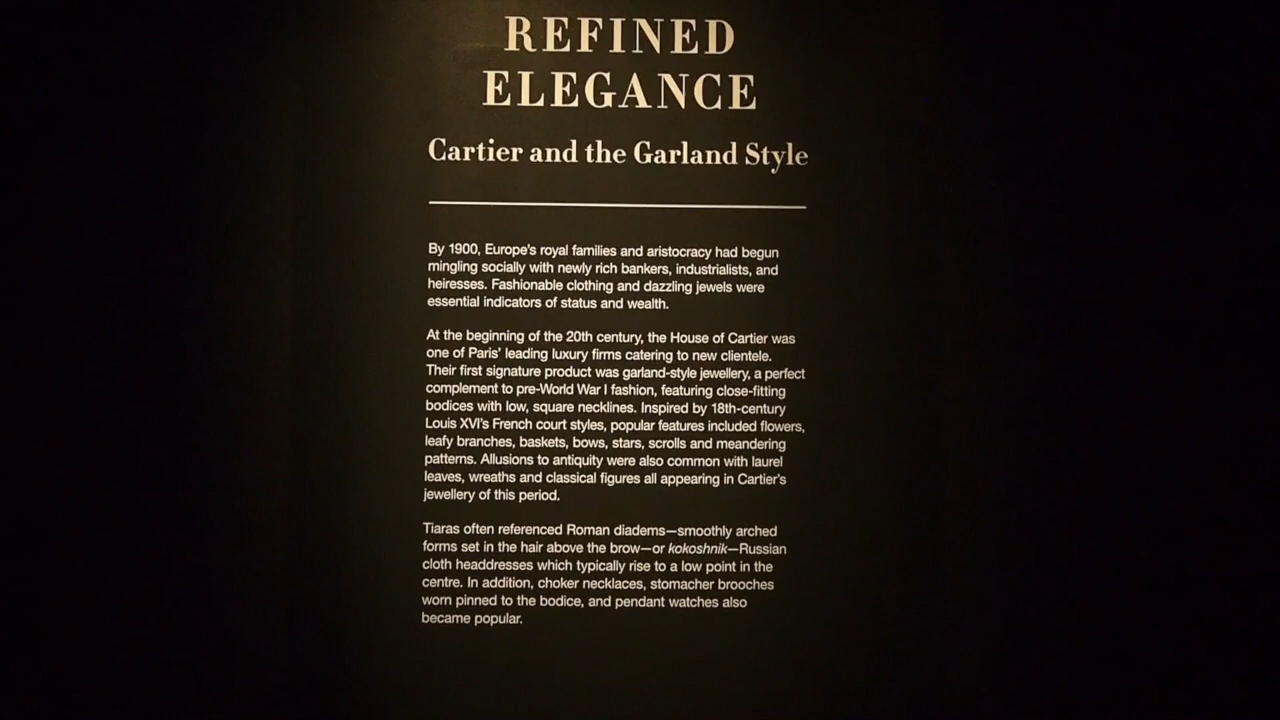 REFINED
ELEGANCE
Cartier and the Garland Style
By 1900, Europe's royal families and aristocracy had begun
mingling socially with newly rich bankers, industrialists, and
heiresses. Fashionable clothing and dazzling jewels were
essential indicators of status and wealth.
At the beginning of the 20th century, the House of Cartier was
one of Paris' leading luxury firms catering to new clientele.
Their first signature product was garland-style jewellery, a perfect
complement to pre-World War I fashion, featuring close-fitting
bodices with low, square necklines. Inspired by 18th-century
Louis XVI's French court styles, popular features included flowers,
leafy branches, baskets, bows, stars, scrolls and meandering
patterns. Allusions to antiquity were also common with laurel
leaves, wreaths and classical figures all appearing in Cartier's
jewellery of this period.
Tiaras often referenced Roman diadems—smoothly arched
forms set in the hair above the brow—or kokoshnik—Russian
cloth headdresses which typically rise to a low point in the
centre. In addition, choker necklaces, stomacher brooches
worn pinned to the bodice, and pendant watches also
became popular.